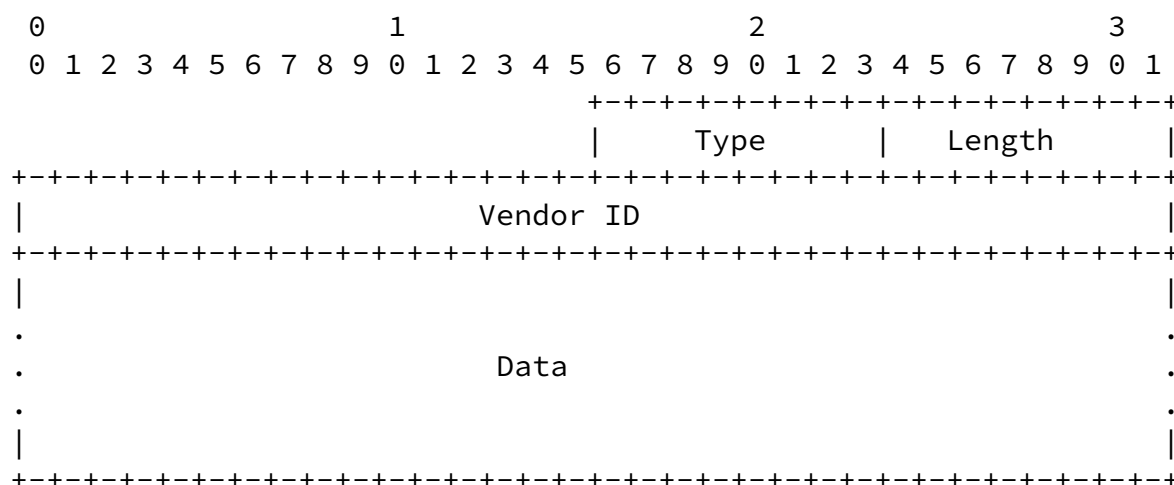 0                   1                   2                   3
0 1 2 3 4 5 6 7 8 9 0 1 2 3 4 5 6 7 8 9 0 1 2 3 4 5 6 7 8 9 0 1
+-+-+-+-+-+-+-+-+-+-+-+-+-+-+-+-+
|     Type      |   Length      |
+-+-+-+-+-+-+-+-+-+-+-+-+-+-+-+-+-+-+-+-+-+-+-+-+-+-+-+-+-+-+-+-+
|                         Vendor ID                             |
+-+-+-+-+-+-+-+-+-+-+-+-+-+-+-+-+-+-+-+-+-+-+-+-+-+-+-+-+-+-+-+-+
|                                                               |
.                                                               .
.                          Data                                 .
.                                                               .
|                                                               |
+-+-+-+-+-+-+-+-+-+-+-+-+-+-+-+-+-+-+-+-+-+-+-+-+-+-+-+-+-+-+-+-+